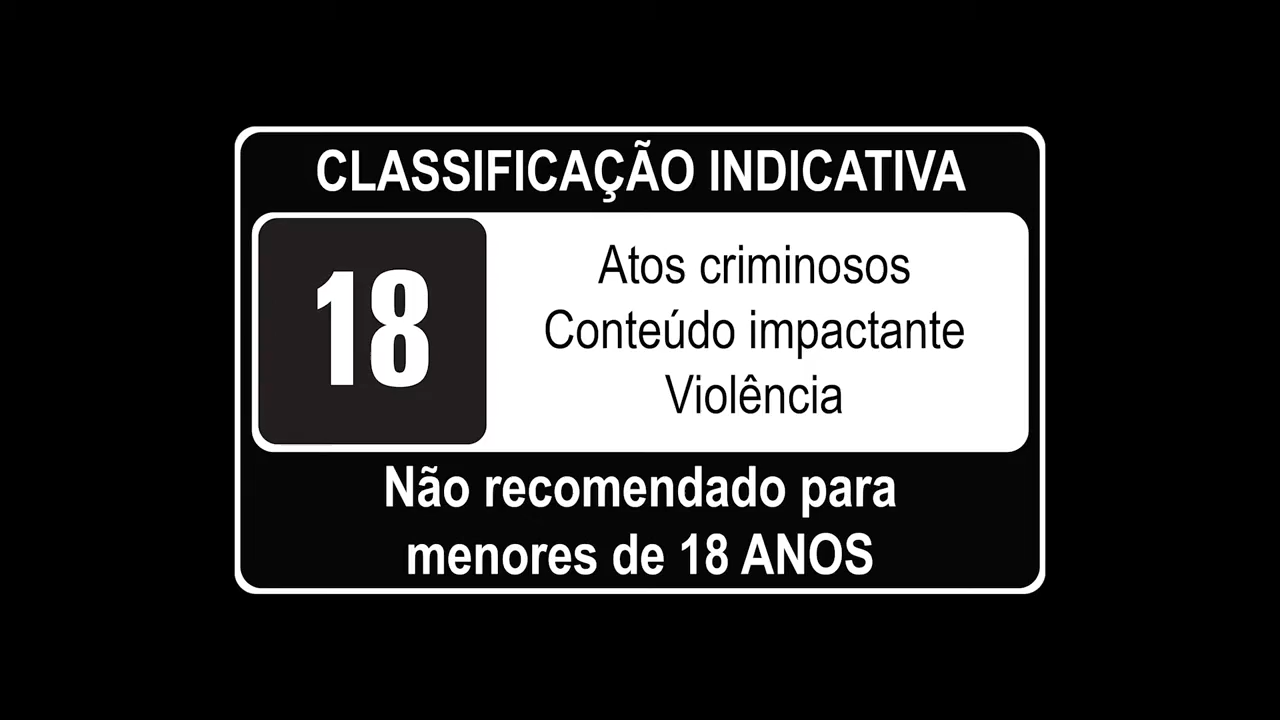 CLASSIFICAÇÃO INDICATIVA
18
Atos criminosos
Conteúdo impactante
Violência
Não recomendado para
menores de 18 ANOS